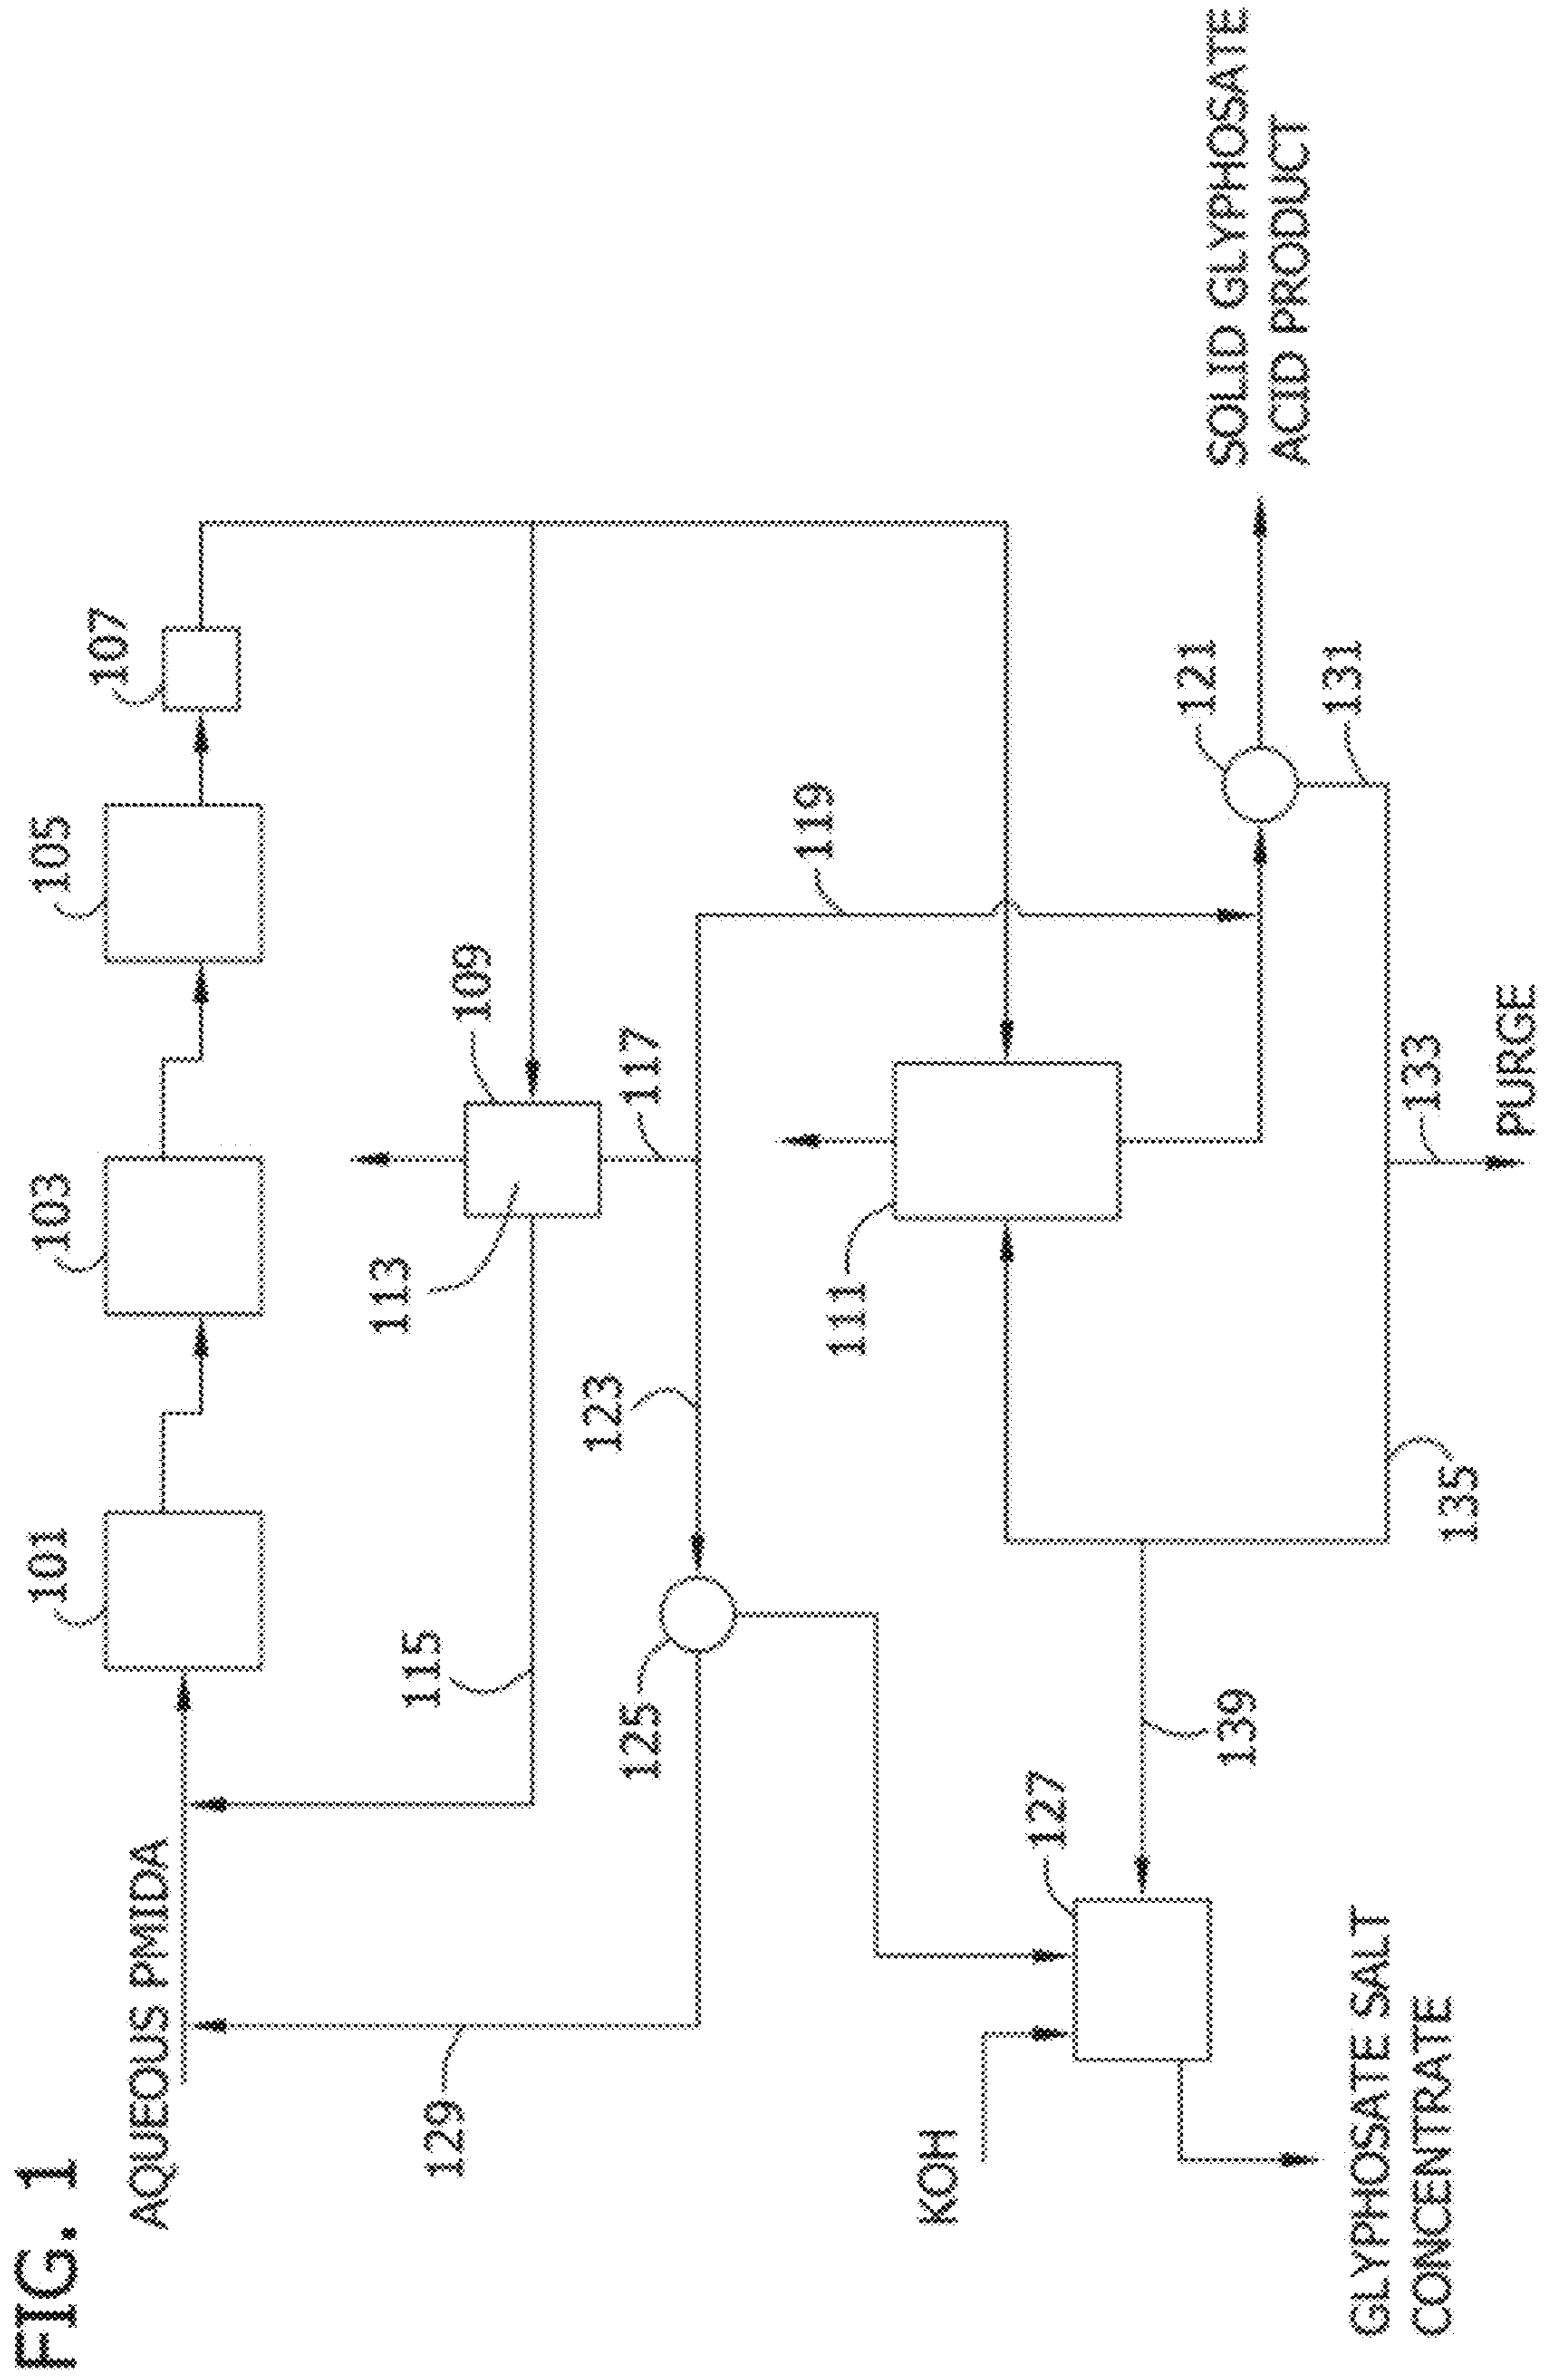 FIG. 1
AQUEOUS PMIDA
101
103
105
107
129
115
113
109
125
123
117
119
KOH
127
139
111
121
131
SOLID GLYPHOSATE
ACID PRODUCT
135
133
PURGE
GLYPHOSATE SALT
CONCENTRATE